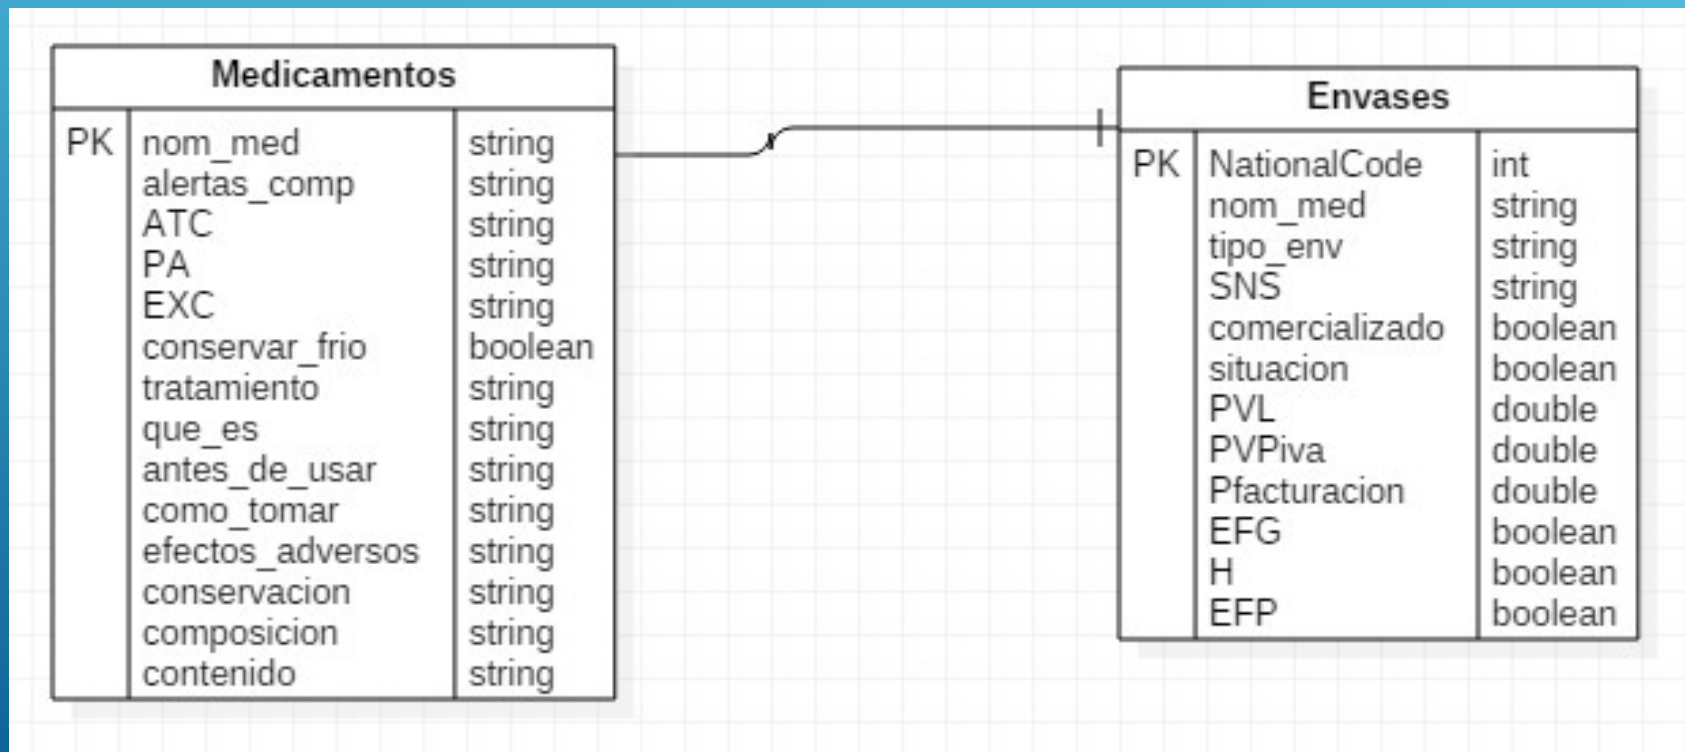 Medicamentos
PK nom_med string
alertas_comp string
ATC string
PA string
EXC string
conservar_frio boolean
tratamiento string
que_es string
antes_de_usar string
como_tomar string
efectos_adversos string
conservacion string
composicion string
contenido string
Envases
PK NationalCode int
nom_med string
tipo_env string
SNS string
comercializado boolean
situacion boolean
PVL double
PVPiva double
Pfacturacion double
EFG boolean
H boolean
EFP boolean